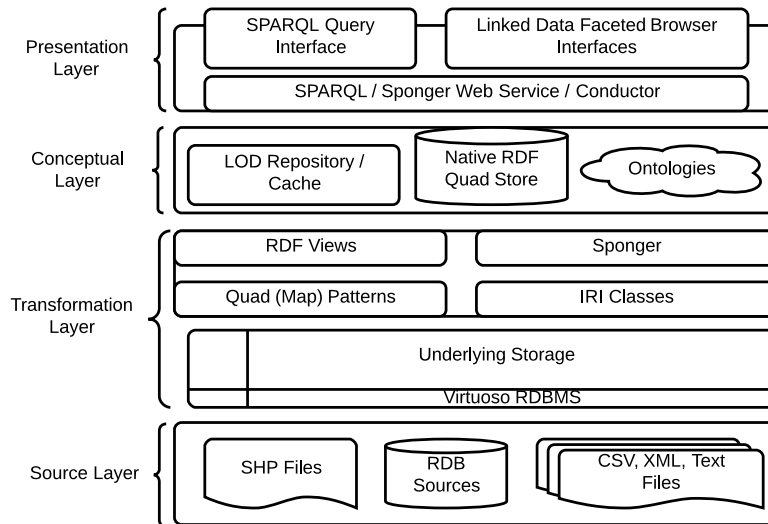 Presentation
Layer
SPARQL Query
Interface
Linked Data Faceted Browser
Interfaces
SPARQL / Sponger Web Service / Conductor
Conceptual
Layer
LOD Repository /
Cache
Native RDF
Quad Store
Ontologies
Transformation
Layer
RDF Views
Sponger
Quad (Map) Patterns
IRI Classes
Underlying Storage
Virtuoso RDBMS
Source Layer
SHP Files
RDB
Sources
CSV, XML, Text
Files